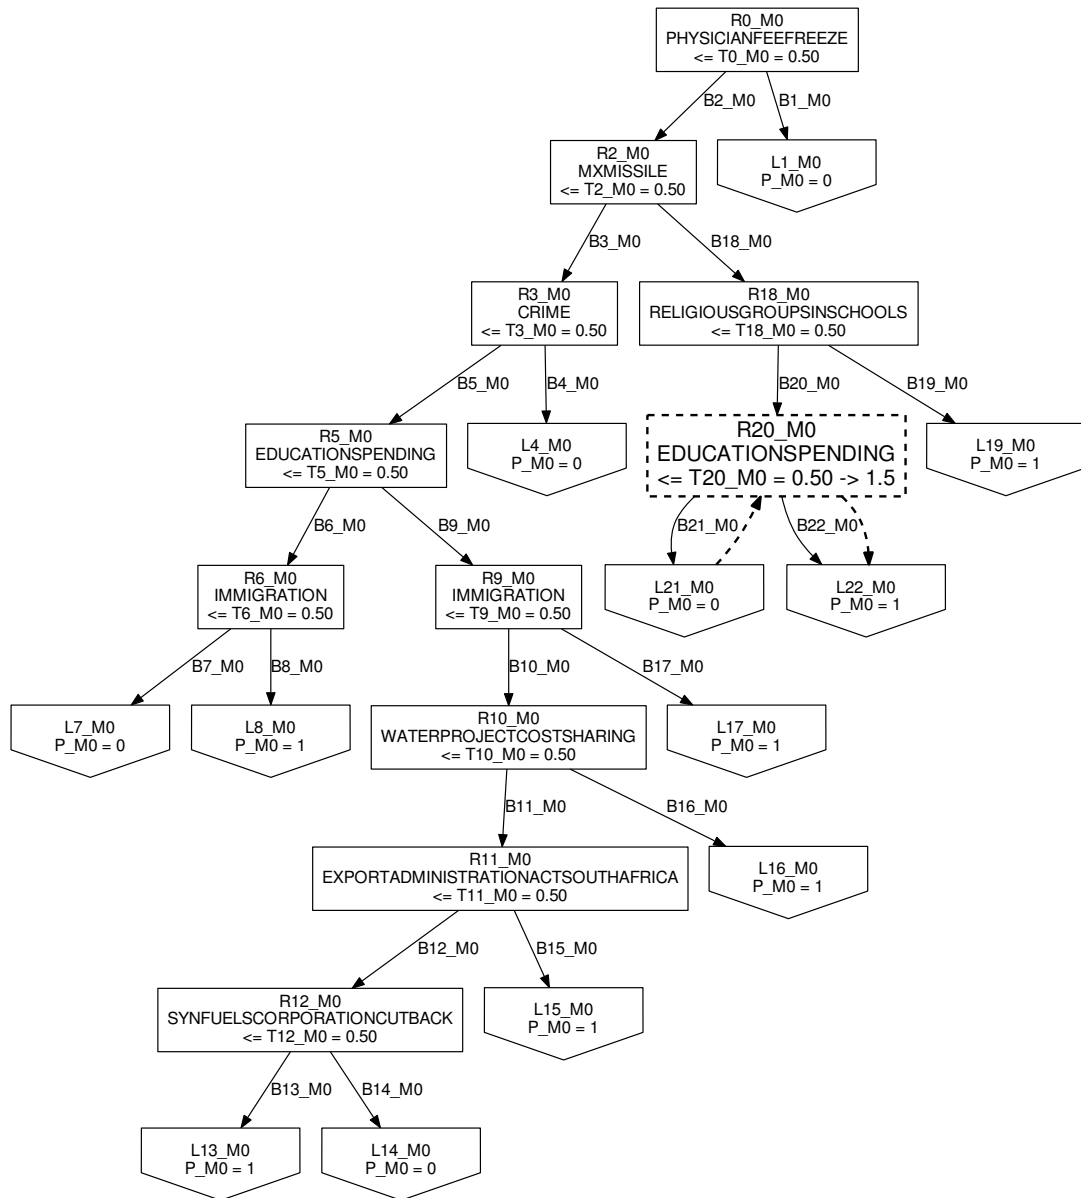 R0_M0
PHYSICIANFEEFREEZE
<= T0_M0 = 0.50
B2_M0
B1_M0
R2_M0
MXMISSILE
<= T2_M0 = 0.50
L1_M0
P_M0 = 0
B3_M0
B18_M0
R3_M0
CRIME
<= T3_M0 = 0.50
R18_M0
RELIGIOUSGROUPSINSCHOOLS
<= T18_M0 = 0.50
B5_M0
B4_M0
B20_M0
B19_M0
R5_M0
EDUCATIONSPENDING
<= T5_M0 = 0.50
L4_M0
P_M0 = 0
R20_M0
EDUCATIONSPENDING
<= T20_M0 = 0.50 -> 1.5
L19_M0
P_M0 = 1
B6_M0
B9_M0
B21_M0
B22_M0
R6_M0
IMMIGRATION
<= T6_M0 = 0.50
R9_M0
IMMIGRATION
<= T9_M0 = 0.50
L21_M0
P_M0 = 0
L22_M0
P_M0 = 1
B7_M0
B8_M0
B10_M0
B17_M0
L7_M0
P_M0 = 0
L8_M0
P_M0 = 1
R10_M0
WATERPROJECTCOSTSHARING
<= T10_M0 = 0.50
L17_M0
P_M0 = 1
B11_M0
B16_M0
R11_M0
EXPORTADMINISTRATIONACTSOUTHAFRICA
<= T11_M0 = 0.50
L16_M0
P_M0 = 1
B12_M0
B15_M0
R12_M0
SYNFUELSCORPORATIONCUTBACK
<= T12_M0 = 0.50
L15_M0
P_M0 = 1
B13_M0
B14_M0
L13_M0
P_M0 = 1
L14_M0
P_M0 = 0